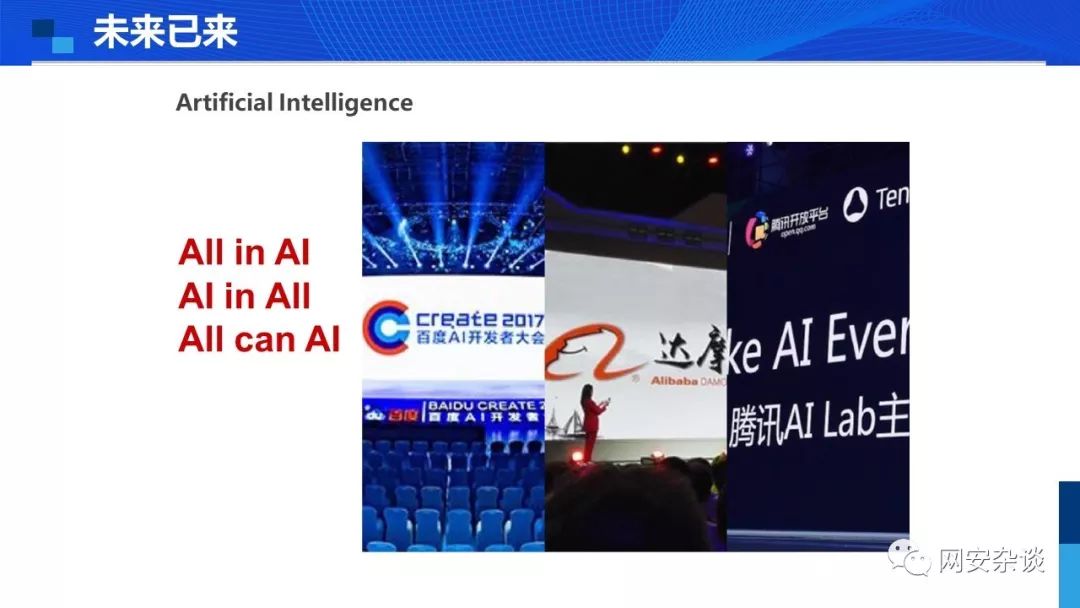 未来已来
Artificial Intelligence
All in AI
AI in All
All can AI
create 2017
百度AI开发者大会
BAIDU CREATE 2
百度AI开发者
达摩
Alibaba DAMO
腾讯开放平台
open.qq.com
Ten
ke AI Ever
腾讯AI Lab主
网安杂谈